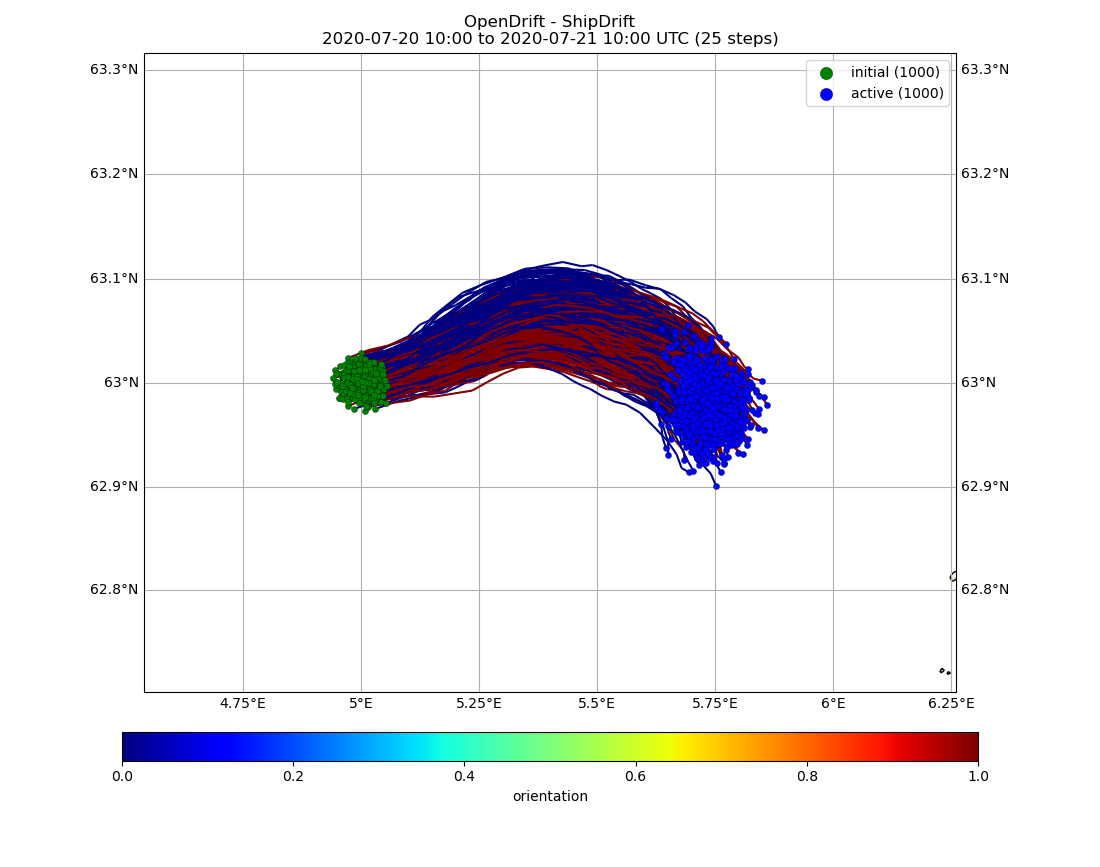 OpenDrift - ShipDrift
2020-07-20 10:00 to 2020-07-21 10:00 UTC (25 steps)
initial (1000)
active (1000)
63.3°N 63.3°N
63.2°N 63.2°N
63.1°N 63.1°N
63°N 63°N
62.9°N 62.9°N
62.8°N 62.8°N
4.75°E 5°E 5.25°E 5.5°E 5.75°E 6°E 6.25°E
0.0 0.2 0.4 0.6 0.8 1.0
orientation